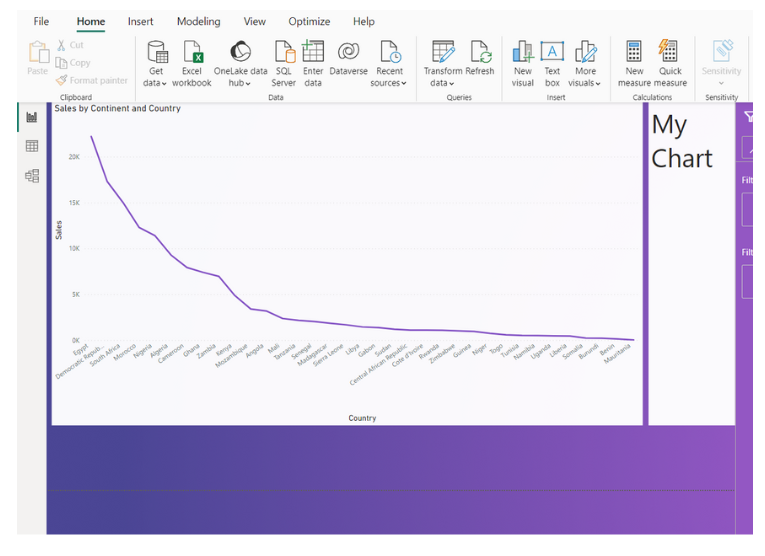 File Home Insert Modeling View Optimize Help
Paste
Cut
Copy
Format painter
Clipboard
Get data
Excel workbook
OneLake data hub
SQL Server
Enter data
Dataverse
Recent sources
Data
Transform data
Refresh
Queries
New visual
Text box
More visuals
Insert
New measure
Quick measure
Calculations
Sensitivity
Sensitivity
Sales by Continent and Country
My
Chart
20K
15K
10K
5K
0K
Sales
Egypt
Democratic Repub...
South Africa
Morocco
Nigeria
Algeria
Cameroon
Ghana
Zambia
Kenya
Mozambique
Angola
Mali
Tanzania
Senegal
Madagascar
Sierra Leone
Libya
Gabon
Sudan
Central African Republic
Cote d'Ivoire
Rwanda
Zimbabwe
Guinea
Niger
Togo
Tunisia
Namibia
Uganda
Liberia
Somalia
Burundi
Benin
Mauritania
Country
Filt
Filt